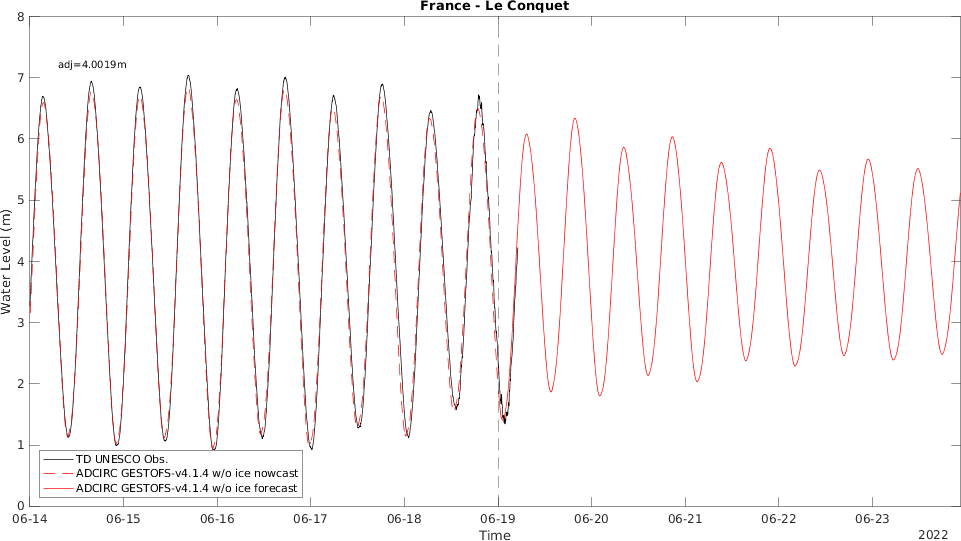 France - Le Conquet
adj=4.0019m
Water Level (m)
8
7
6
5
4
3
2
1
0
TD UNESCO Obs.
ADCIRC GESTOFS-v4.1.4 w/o ice nowcast
ADCIRC GESTOFS-v4.1.4 w/o ice forecast
06-14 06-15 06-16 06-17 06-18 06-19 06-20 06-21 06-22 06-23
Time
2022